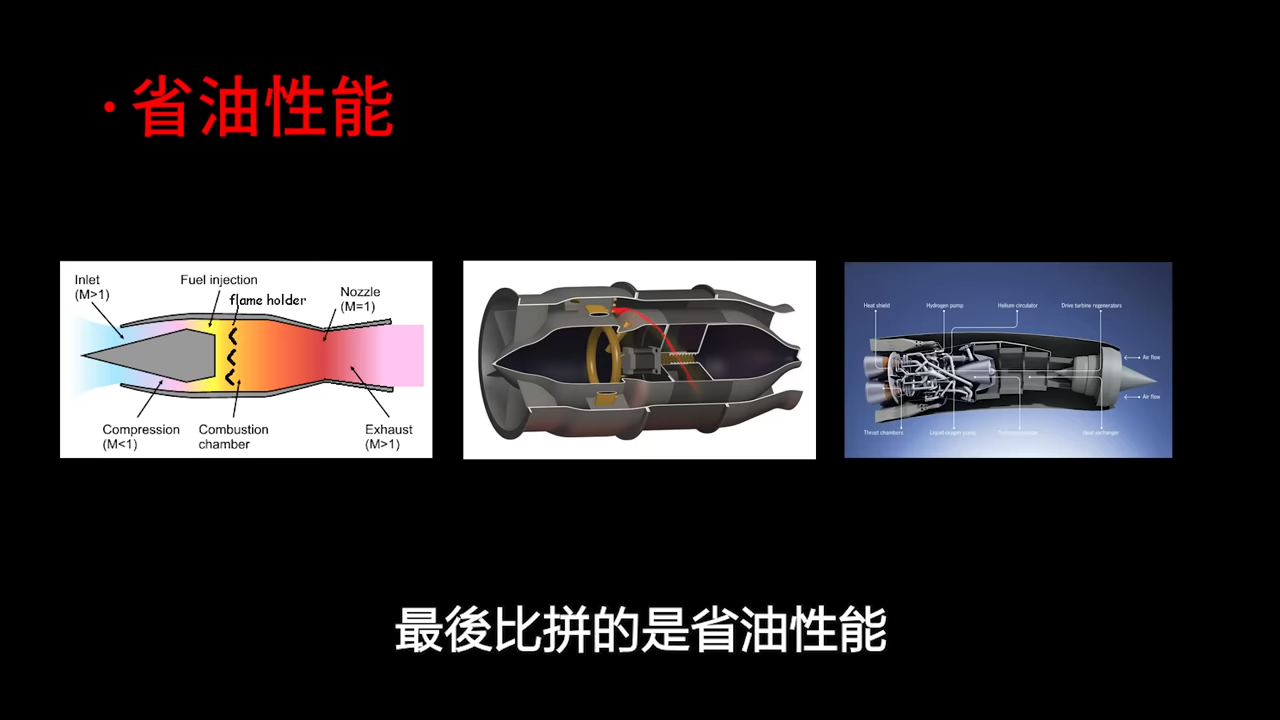 ·省油性能
Inlet
(M>1)
Fuel injection
flame holder
Nozzle
(M=1)
Compression
(M<1)
Combustion
chamber
Exhaust
(M>1)
Heat shield
Hydrogen pump
Helium circulator
Drive turbine regenerators
Air flow
Air flow
Thrust chambers
Liquid-oxygen pump
Heat exchanger
最後比拼的是省油性能